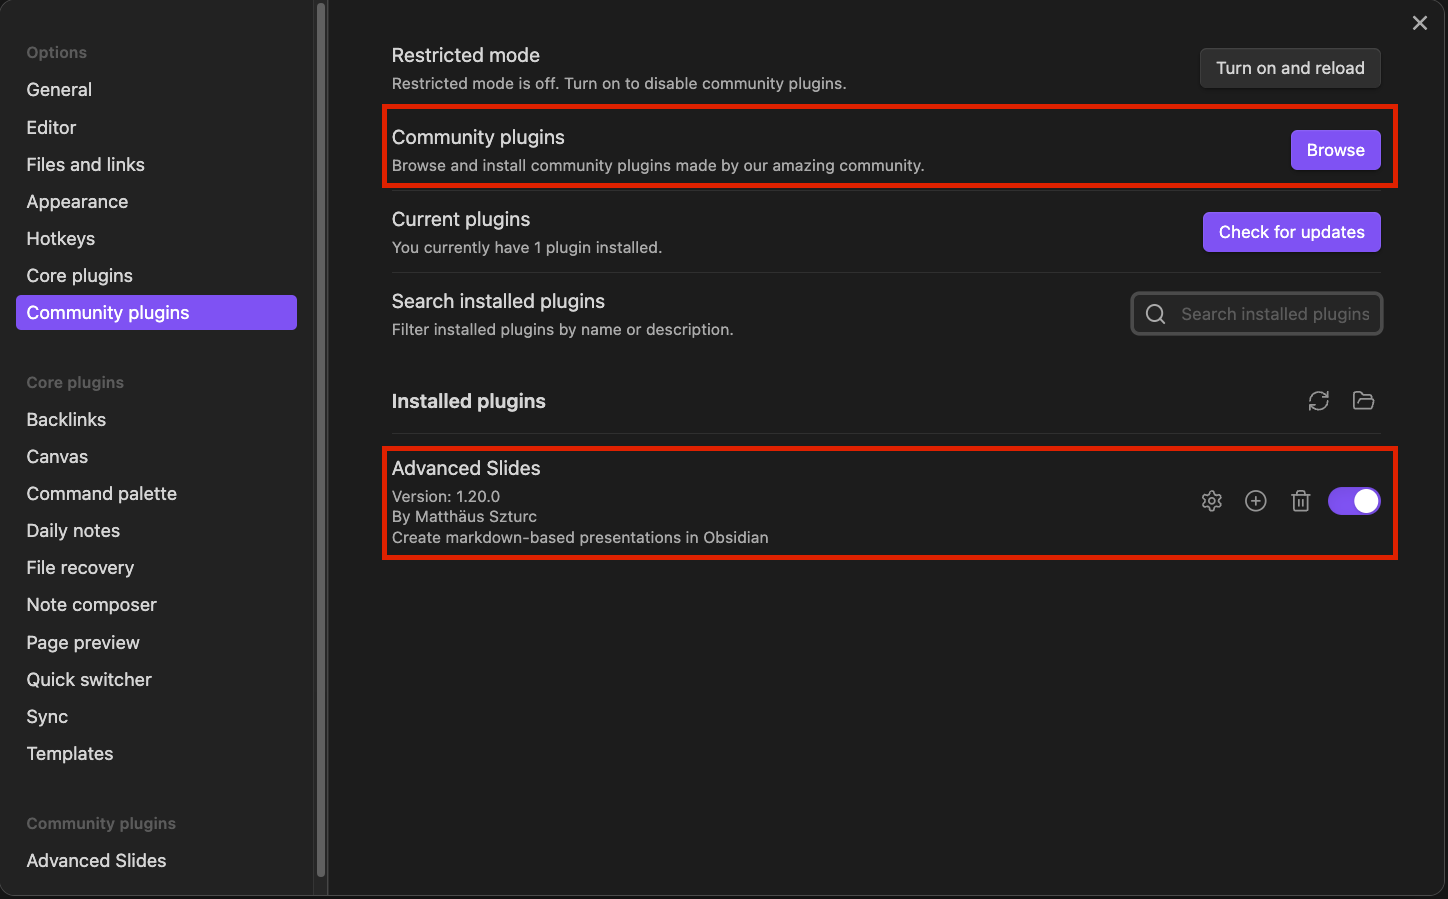 Options
General
Editor
Files and links
Appearance
Hotkeys
Core plugins
Community plugins
Core plugins
Backlinks
Canvas
Command palette
Daily notes
File recovery
Note composer
Page preview
Quick switcher
Sync
Templates
Community plugins
Advanced Slides
Restricted mode
Restricted mode is off. Turn on to disable community plugins.
Turn on and reload
Community plugins
Browse and install community plugins made by our amazing community.
Browse
Current plugins
You currently have 1 plugin installed.
Check for updates
Search installed plugins
Filter installed plugins by name or description.
Search installed plugins
Installed plugins
Advanced Slides
Version: 1.20.0
By Matthäus Szturc
Create markdown-based presentations in Obsidian